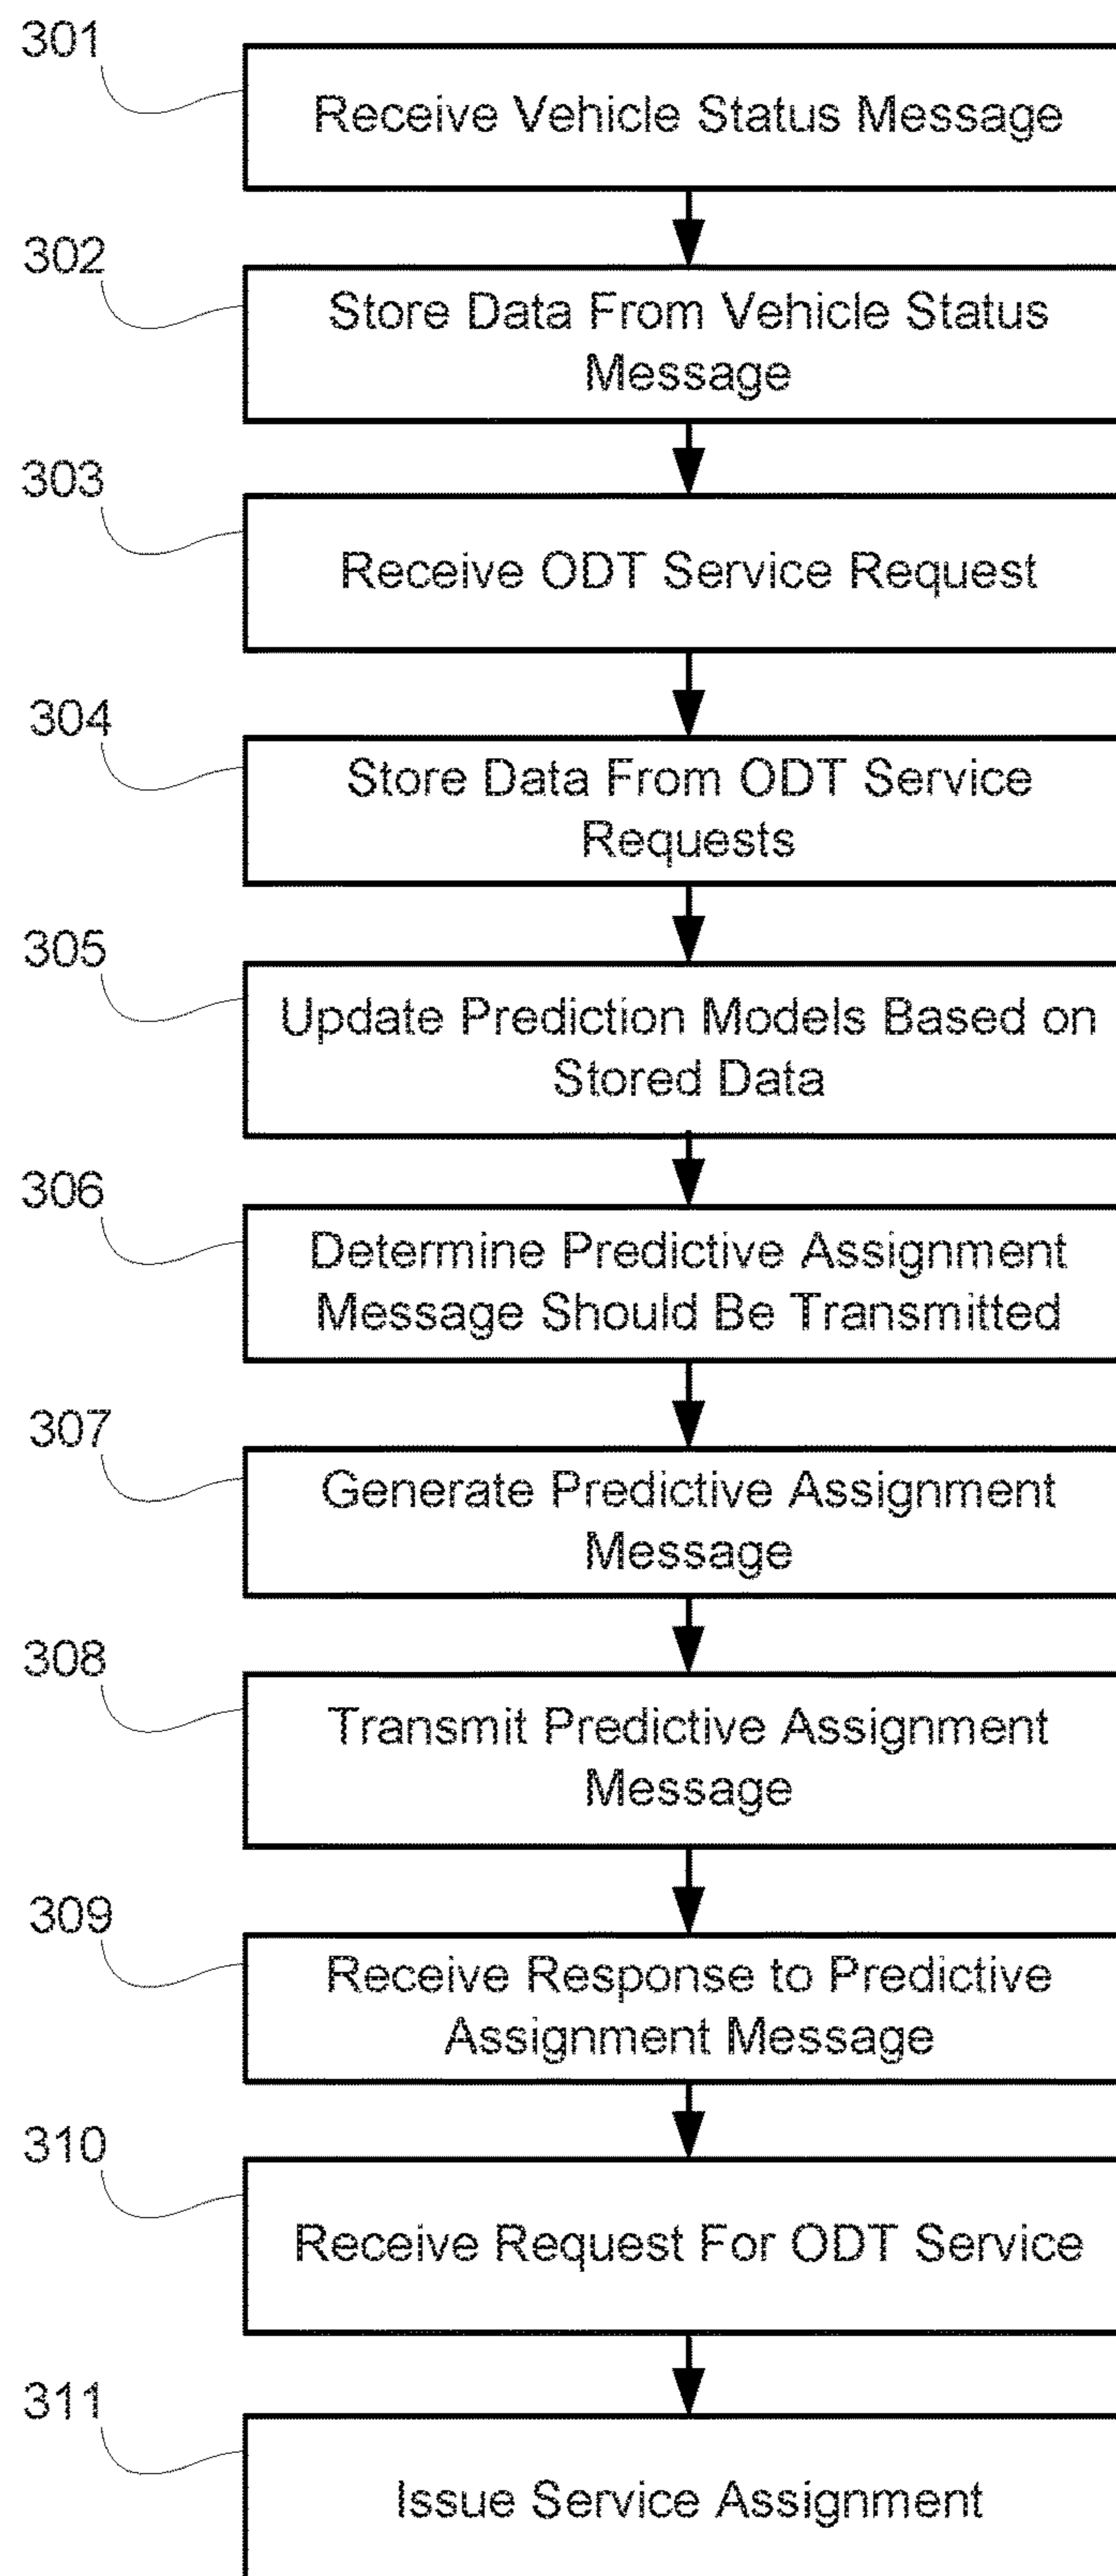 301
Receive Vehicle Status Message
302
Store Data From Vehicle Status
Message
303
Receive ODT Service Request
304
Store Data From ODT Service
Requests
305
Update Prediction Models Based on
Stored Data
306
Determine Predictive Assignment
Message Should Be Transmitted
307
Generate Predictive Assignment
Message
308
Transmit Predictive Assignment
Message
309
Receive Response to Predictive
Assignment Message
310
Receive Request For ODT Service
311
Issue Service Assignment